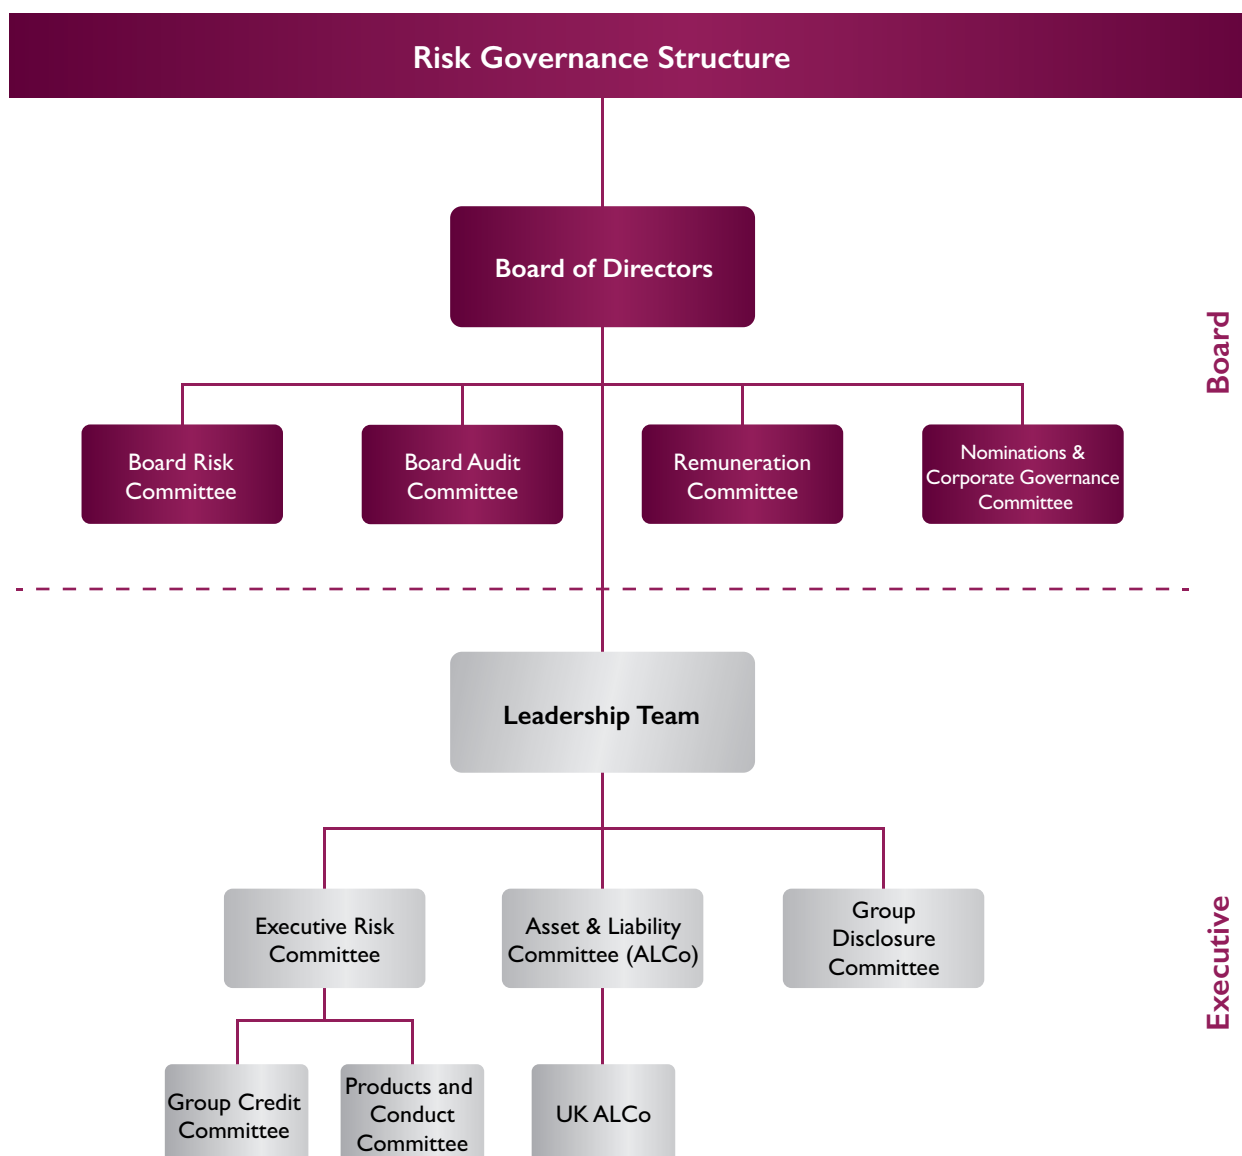 Risk Governance Structure
Board of Directors
Board
Board Risk
Committee
Board Audit
Committee
Remuneration
Committee
Nominations &
Corporate Governance
Committee
Leadership Team
Executive
Executive Risk
Committee
Asset & Liability
Committee (ALCo)
Group
Disclosure
Committee
Group Credit
Committee
Products and
Conduct
Committee
UK ALCo